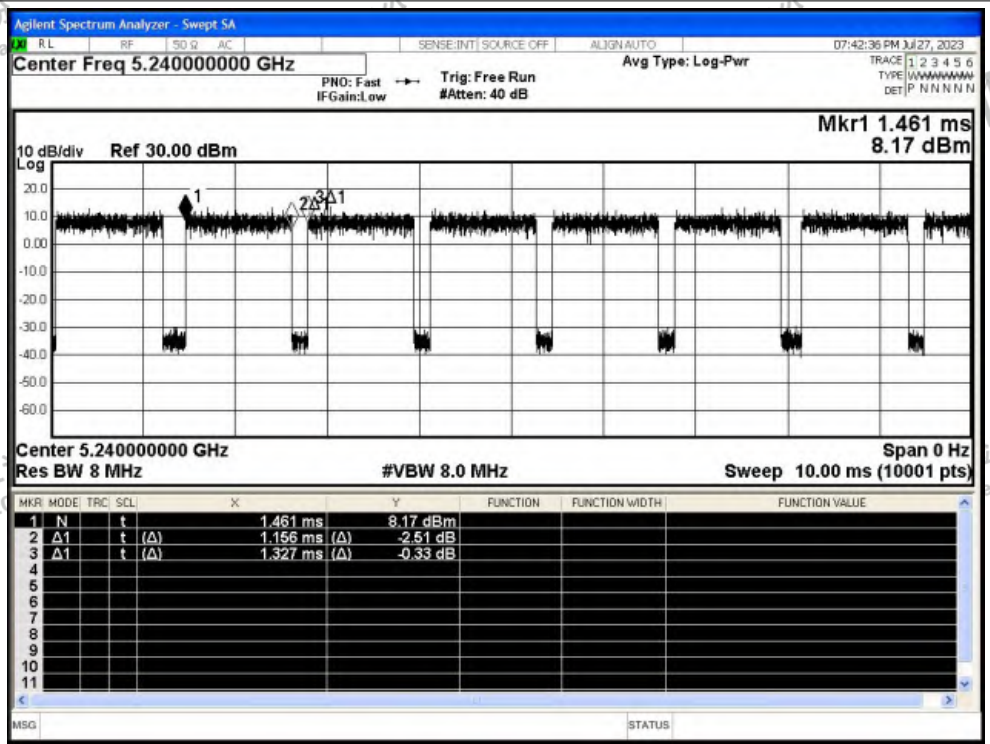 Agilent Spectrum Analyzer - Swept SA
RL RF 50 Ω AC SENSE:INT SOURCE OFF ALIGN AUTO 07:42:36 PM Jul 27, 2023
Center Freq 5.240000000 GHz
PNO: Fast
IFGain:Low
Trig: Free Run
#Atten: 40 dB
Avg Type: Log-Pwr
TRACE 1 2 3 4 5 6
TYPE WWWWWW
DET P N N N N N
Mkr1 1.461 ms
8.17 dBm
10 dB/div Ref 30.00 dBm
Log
20.0
10.0
0.00
-10.0
-20.0
-30.0
-40.0
-50.0
-60.0
1
2Δ1
3Δ1
Center 5.240000000 GHz Span 0 Hz
Res BW 8 MHz #VBW 8.0 MHz Sweep 10.00 ms (10001 pts)
MKR MODE TRC SCL X Y FUNCTION FUNCTION WIDTH FUNCTION VALUE
1 N t 1.461 ms 8.17 dBm
2 Δ1 t (Δ) 1.156 ms (Δ) -2.51 dB
3 Δ1 t (Δ) 1.327 ms (Δ) -0.33 dB
4
5
6
7
8
9
10
11
MSG STATUS